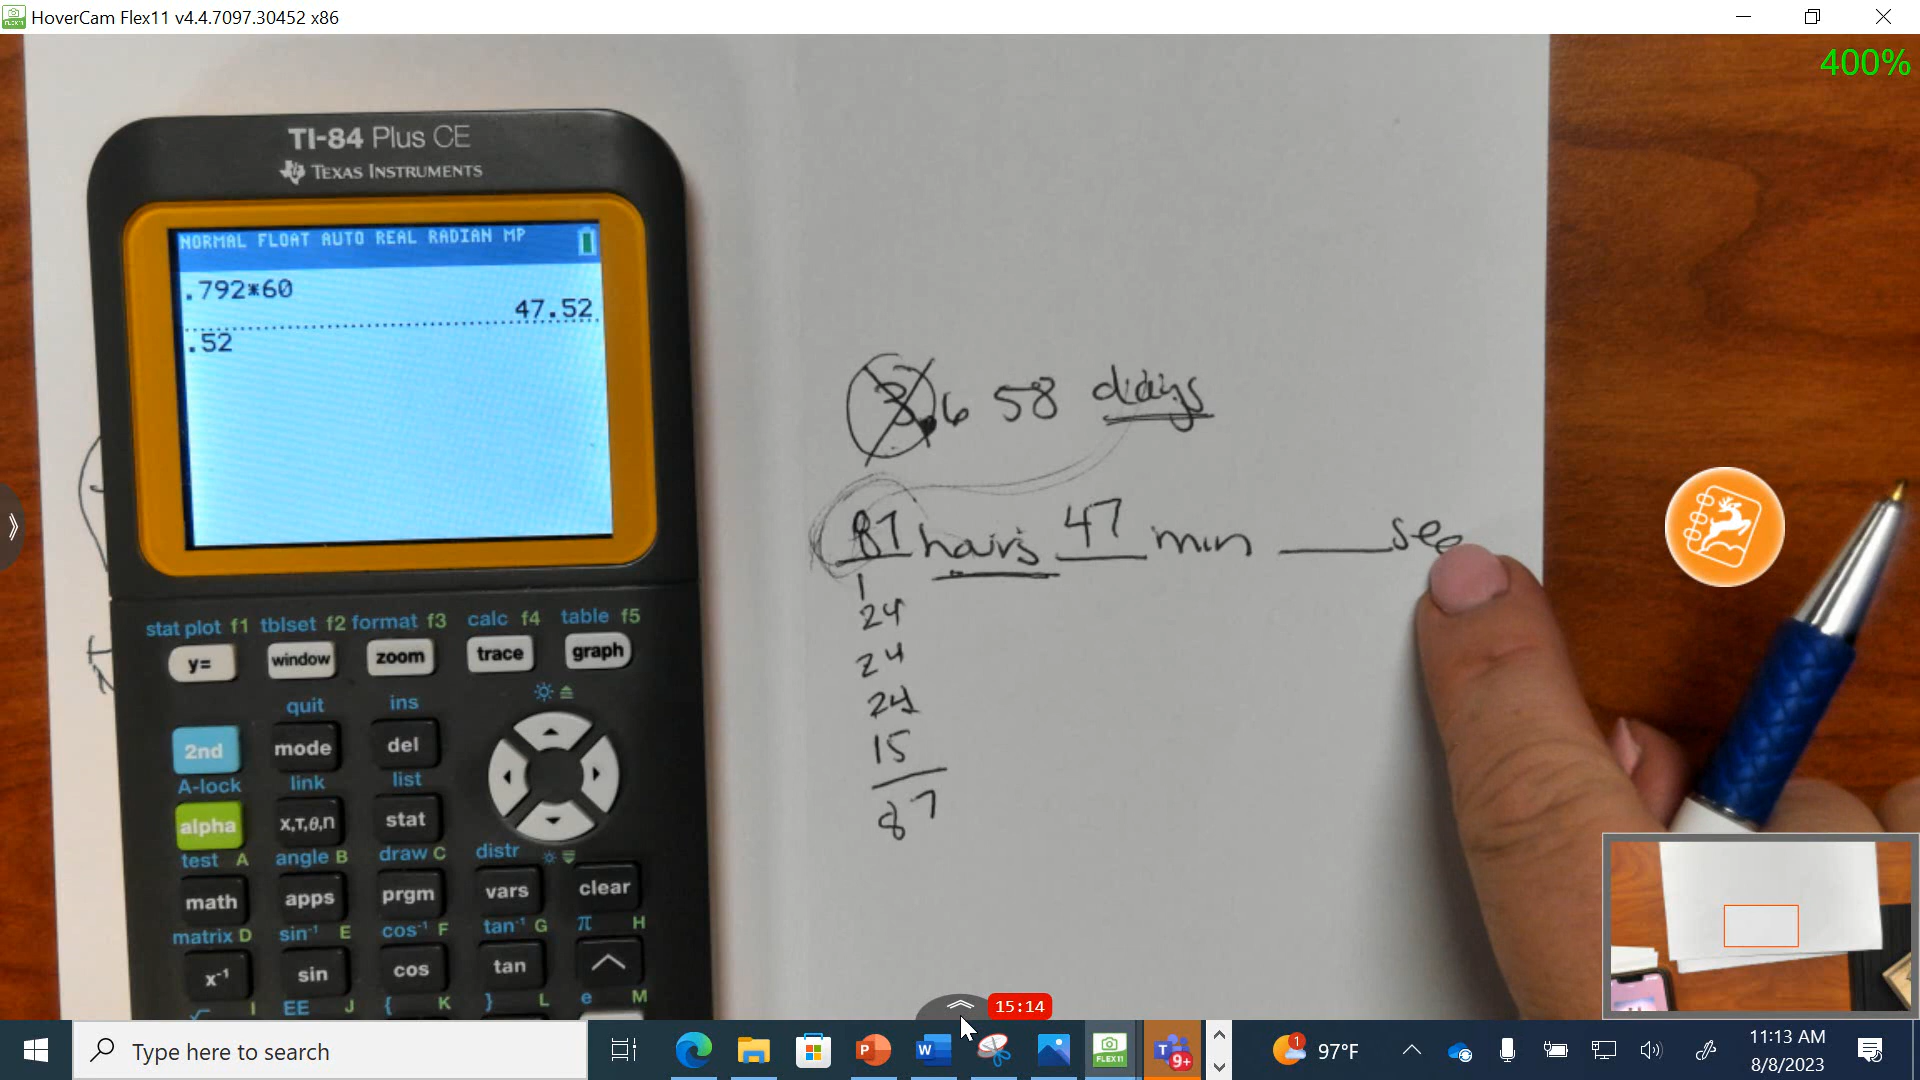 HoverCam Flex11 v4.4.7097.30452 x86
400%
TI-84 Plus CE
TEXAS INSTRUMENTS
NORMAL FLOAT AUTO REAL RADIAN MP
.792*60
47.52
.52
3.658 days
87 hours 47 min ___ sec
1
24
24
24
15
87
stat plot f1 tblset f2 format f3 calc f4 table f5
y= window zoom trace graph
quit ins
2nd mode del
A-lock link list
alpha X,T,θ,n stat
test A angle B draw C distr
math apps prgm vars clear
matrix D sin⁻¹ E cos⁻¹ F tan⁻¹ G π H
x⁻¹ sin cos tan ^
√ I EE J { K } L e M
15:14
Type here to search
P
W
FLEX11
T 9+
1
97°F
11:13 AM
8/8/2023